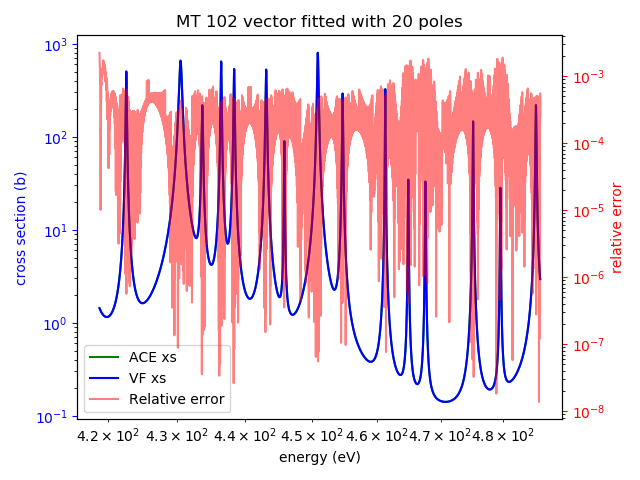 MT 102 vector fitted with 20 poles
cross section (b)
10³
10²
10¹
10⁰
10⁻¹
10⁻³
10⁻⁴
10⁻⁵
10⁻⁶
10⁻⁷
10⁻⁸
relative error
ACE xs
VF xs
Relative error
4.2 × 10² 4.3 × 10² 4.4 × 10² 4.5 × 10² 4.6 × 10² 4.7 × 10² 4.8 × 10²
energy (eV)